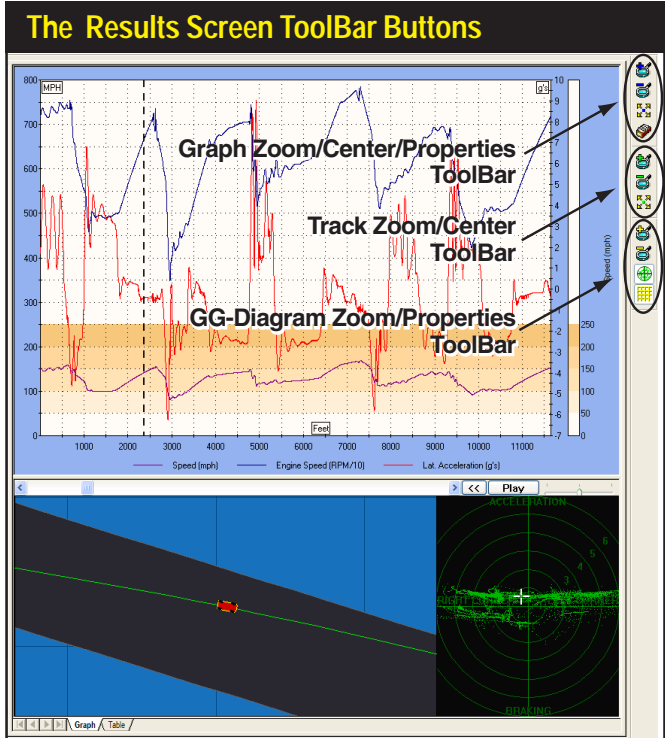 The Results Screen ToolBar Buttons
800
700
600
500
400
300
200
100
0
MPH
g's
10
9
8
7
6
5
4
3
2
1
0
-1
-2
-3
-4
-5
-6
-7
250
200
150
100
50
0
Speed (mph)
Graph Zoom/Center/Properties
ToolBar
Track Zoom/Center
ToolBar
GG-Diagram Zoom/Properties
ToolBar
Feet
1000 2000 3000 4000 5000 6000 7000 8000 9000 10000 11000
Speed (mph) Engine Speed (RPM/10) Lat. Acceleration (g's)
<< Play
ACCELERATION
6
5
4
3
BRAKING
Graph Table